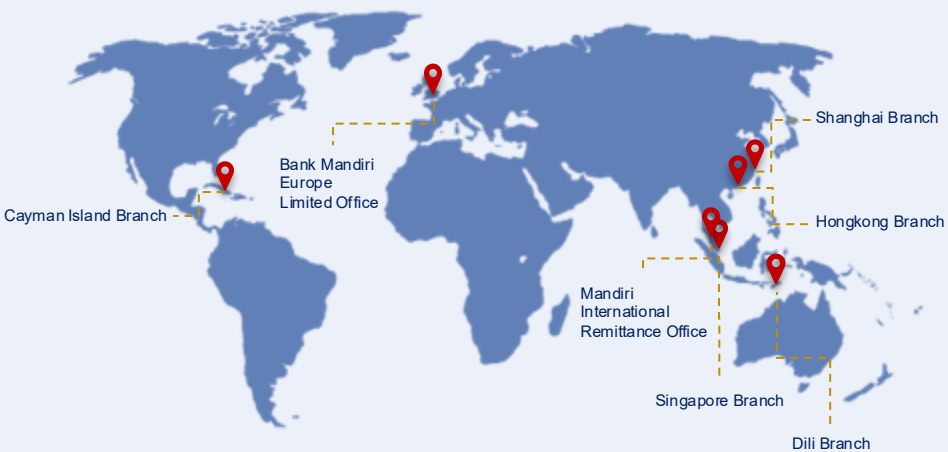 Shanghai Branch
Bank Mandiri
Europe
Limited Office
Cayman Island Branch
Hongkong Branch
Mandiri
International
Remittance Office
Singapore Branch
Dili Branch